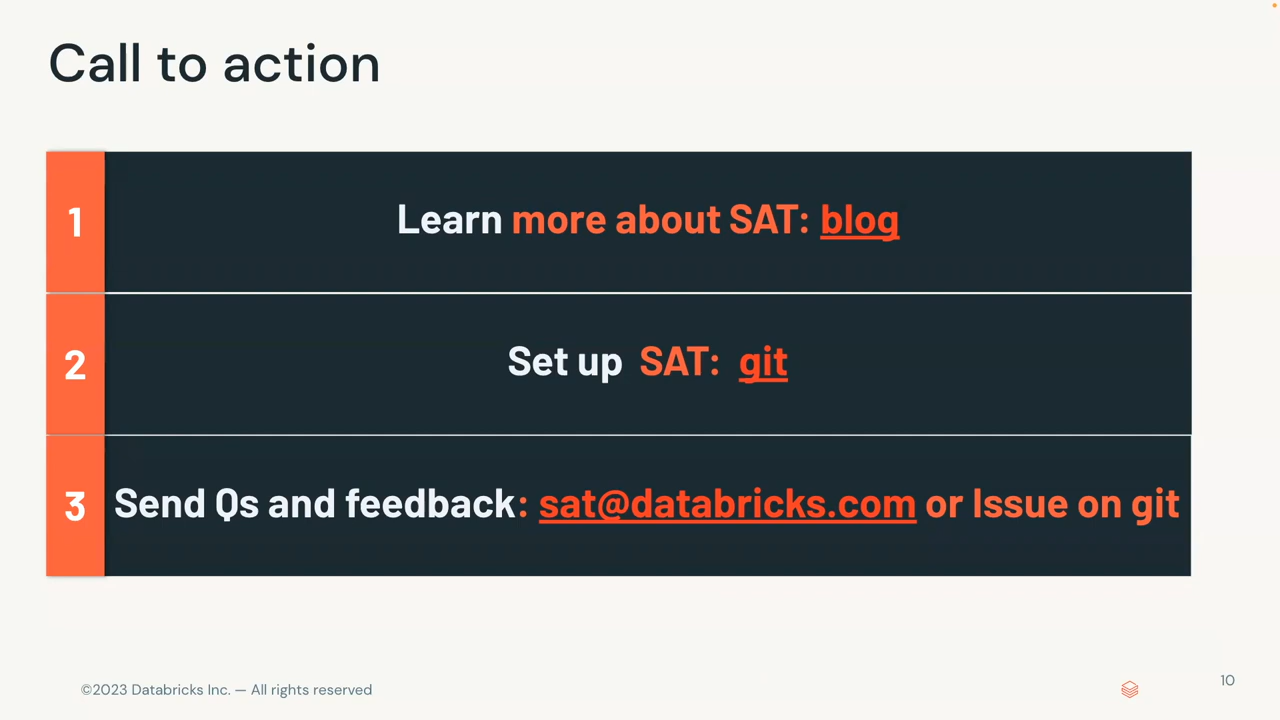 Call to action
1
Learn more about SAT: blog
2
Set up SAT: git
3
Send Qs and feedback: sat@databricks.com or Issue on git
©2023 Databricks Inc. — All rights reserved
10